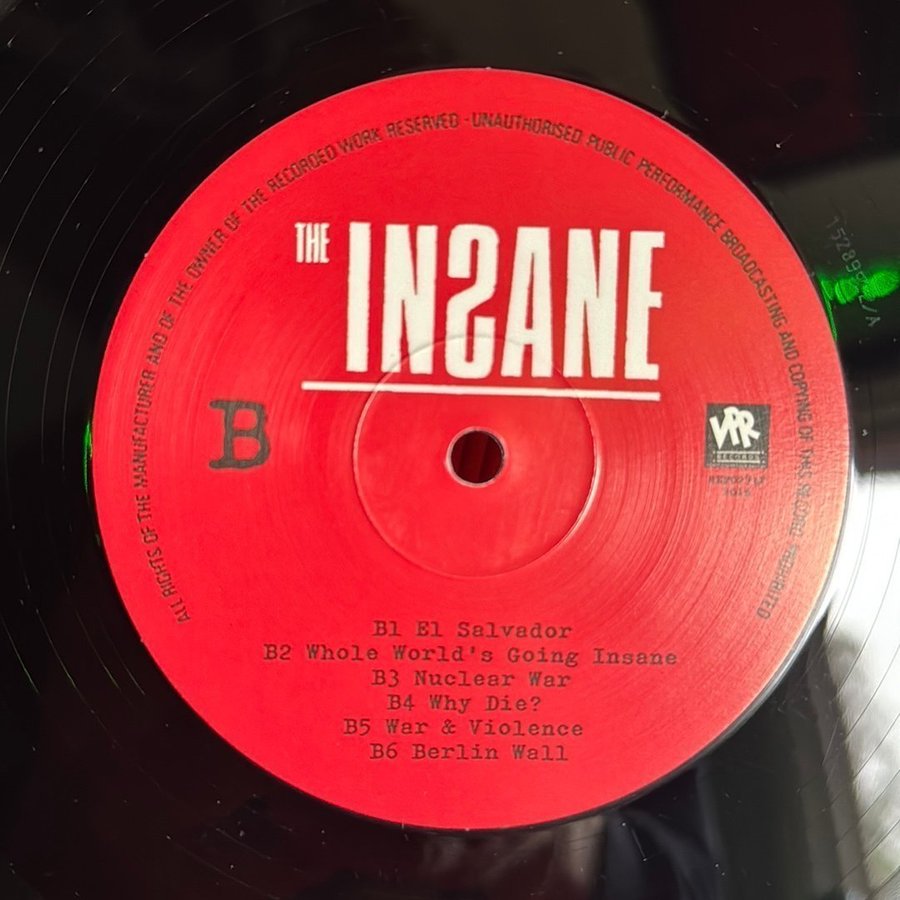 ALL RIGHTS OF THE MANUFACTURER AND OF THE OWNER OF THE RECORDED WORK RESERVED - UNAUTHORISED PUBLIC PERFORMANCE BROADCASTING AND COPYING OF THIS RECORD PROHIBITED
THE INSANE
B
VPR
RECORDS
B1 El Salvador
B2 Whole World's Going Insane
B3 Nuclear War
B4 Why Die?
B5 War & Violence
B6 Berlin Wall